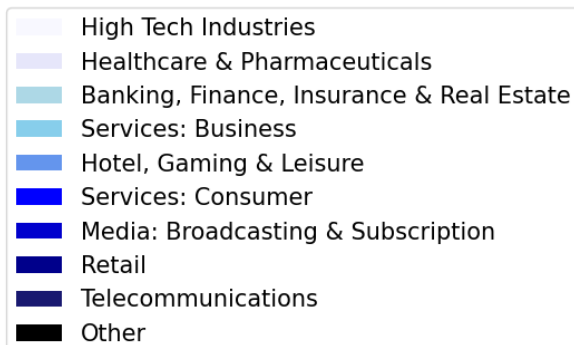 High Tech Industries
Healthcare & Pharmaceuticals
Banking, Finance, Insurance & Real Estate
Services: Business
Hotel, Gaming & Leisure
Services: Consumer
Media: Broadcasting & Subscription
Retail
Telecommunications
Other